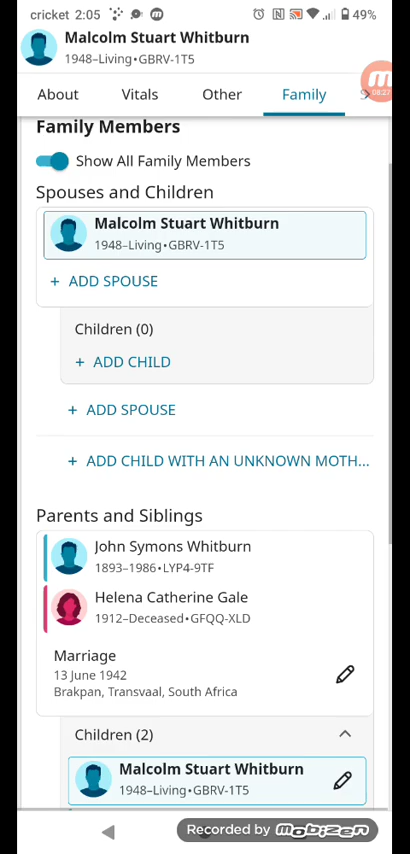 cricket 2:05 49%
Malcolm Stuart Whitburn
1948–Living•GBRV-1T5
About Vitals Other Family
08:27
Family Members
Show All Family Members
Spouses and Children
Malcolm Stuart Whitburn
1948–Living•GBRV-1T5
+ ADD SPOUSE
Children (0)
+ ADD CHILD
+ ADD SPOUSE
+ ADD CHILD WITH AN UNKNOWN MOTH...
Parents and Siblings
John Symons Whitburn
1893–1986•LYP4-9TF
Helena Catherine Gale
1912–Deceased•GFQQ-XLD
Marriage
13 June 1942
Brakpan, Transvaal, South Africa
Children (2)
Malcolm Stuart Whitburn
1948–Living•GBRV-1T5
Recorded by Mobizen